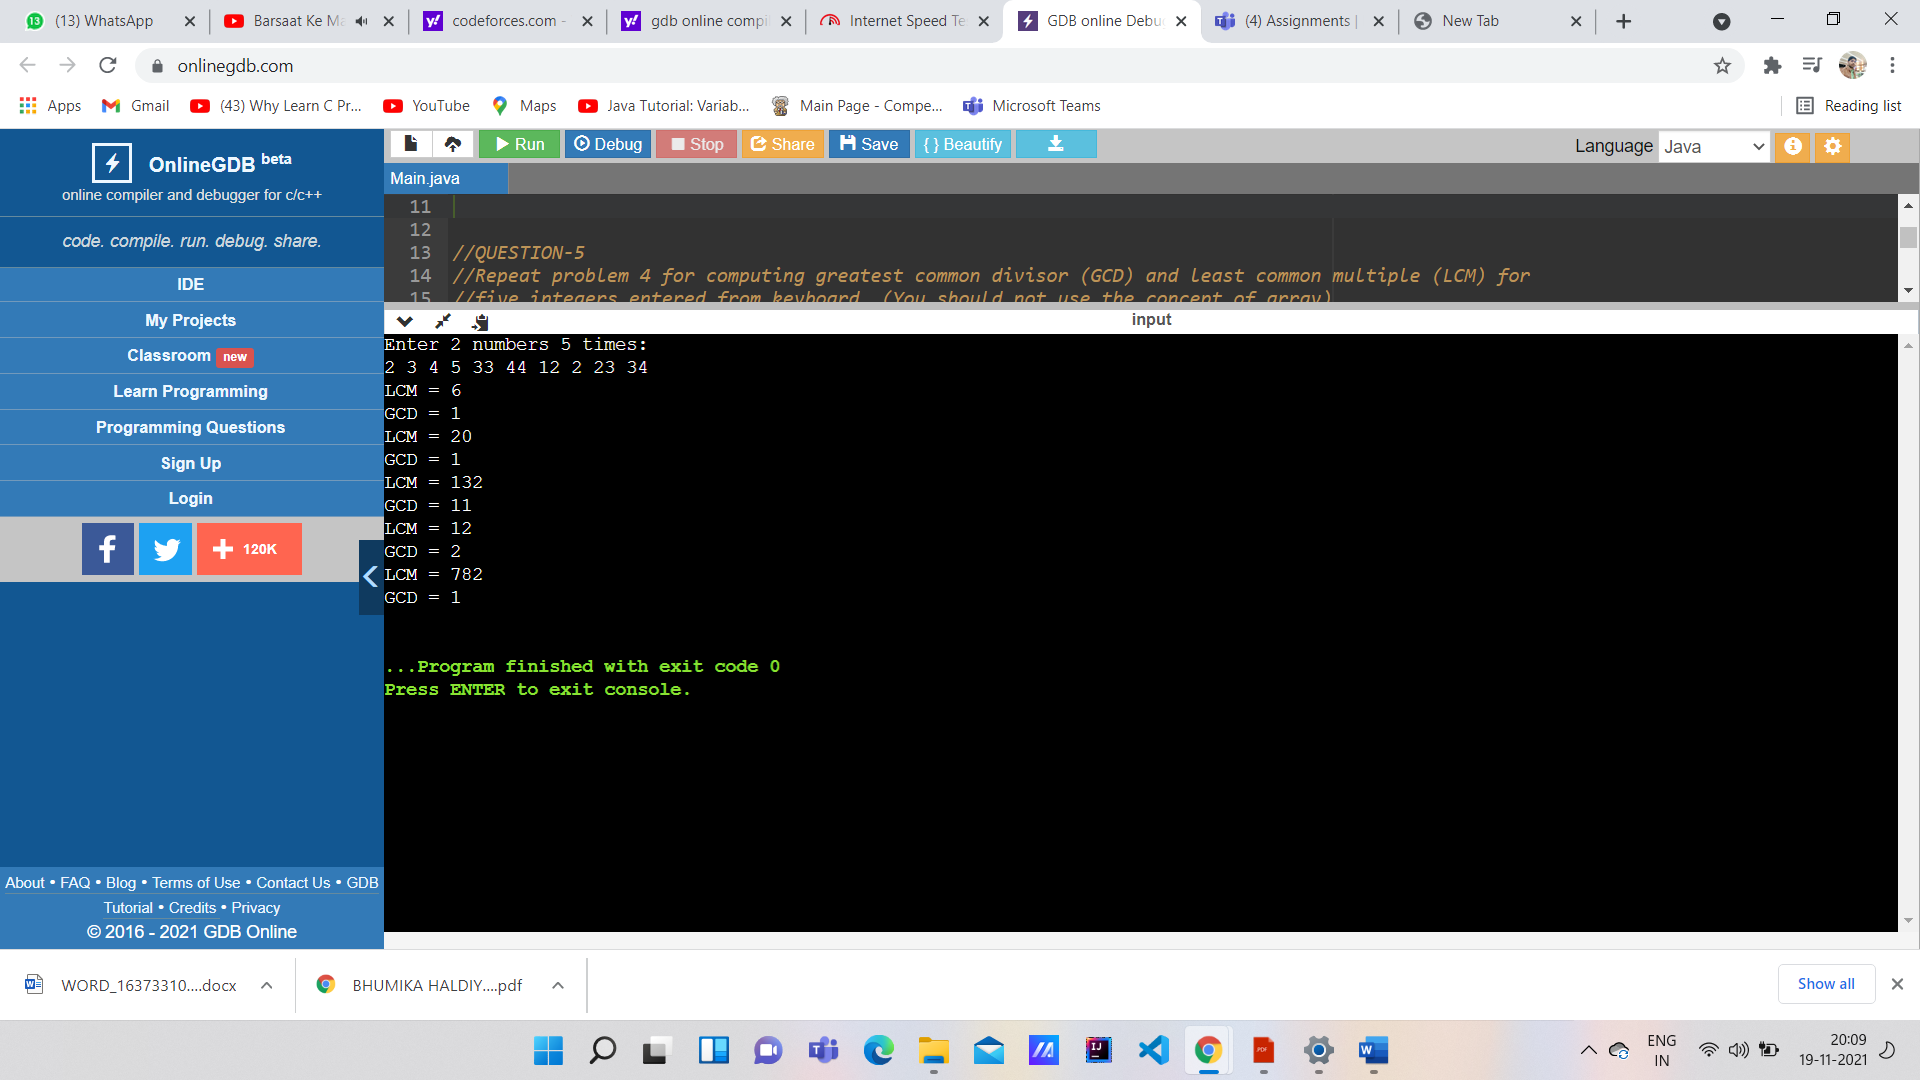 (13) WhatsApp
Barsaat Ke Ma
codeforces.com -
gdb online compi
Internet Speed Te
GDB online Debu
(4) Assignments |
New Tab
onlinegdb.com
Apps
Gmail
(43) Why Learn C Pr...
YouTube
Maps
Java Tutorial: Variab...
Main Page - Compe...
Microsoft Teams
Reading list
OnlineGDB beta
online compiler and debugger for c/c++
code. compile. run. debug. share.
IDE
My Projects
Classroom new
Learn Programming
Programming Questions
Sign Up
Login
120K
About • FAQ • Blog • Terms of Use • Contact Us • GDB
Tutorial • Credits • Privacy
© 2016 - 2021 GDB Online
Run
Debug
Stop
Share
Save
{ } Beautify
Language Java
Main.java
11
12
13 //QUESTION-5
14 //Repeat problem 4 for computing greatest common divisor (GCD) and least common multiple (LCM) for
15 //five integers entered from keyboard. (You should not use the concept of array)
input
Enter 2 numbers 5 times:
2 3 4 5 33 44 12 2 23 34
LCM = 6
GCD = 1
LCM = 20
GCD = 1
LCM = 132
GCD = 11
LCM = 12
GCD = 2
LCM = 782
GCD = 1
...Program finished with exit code 0
Press ENTER to exit console.
WORD_16373310....docx
BHUMIKA HALDIY....pdf
Show all
ENG
IN
20:09
19-11-2021